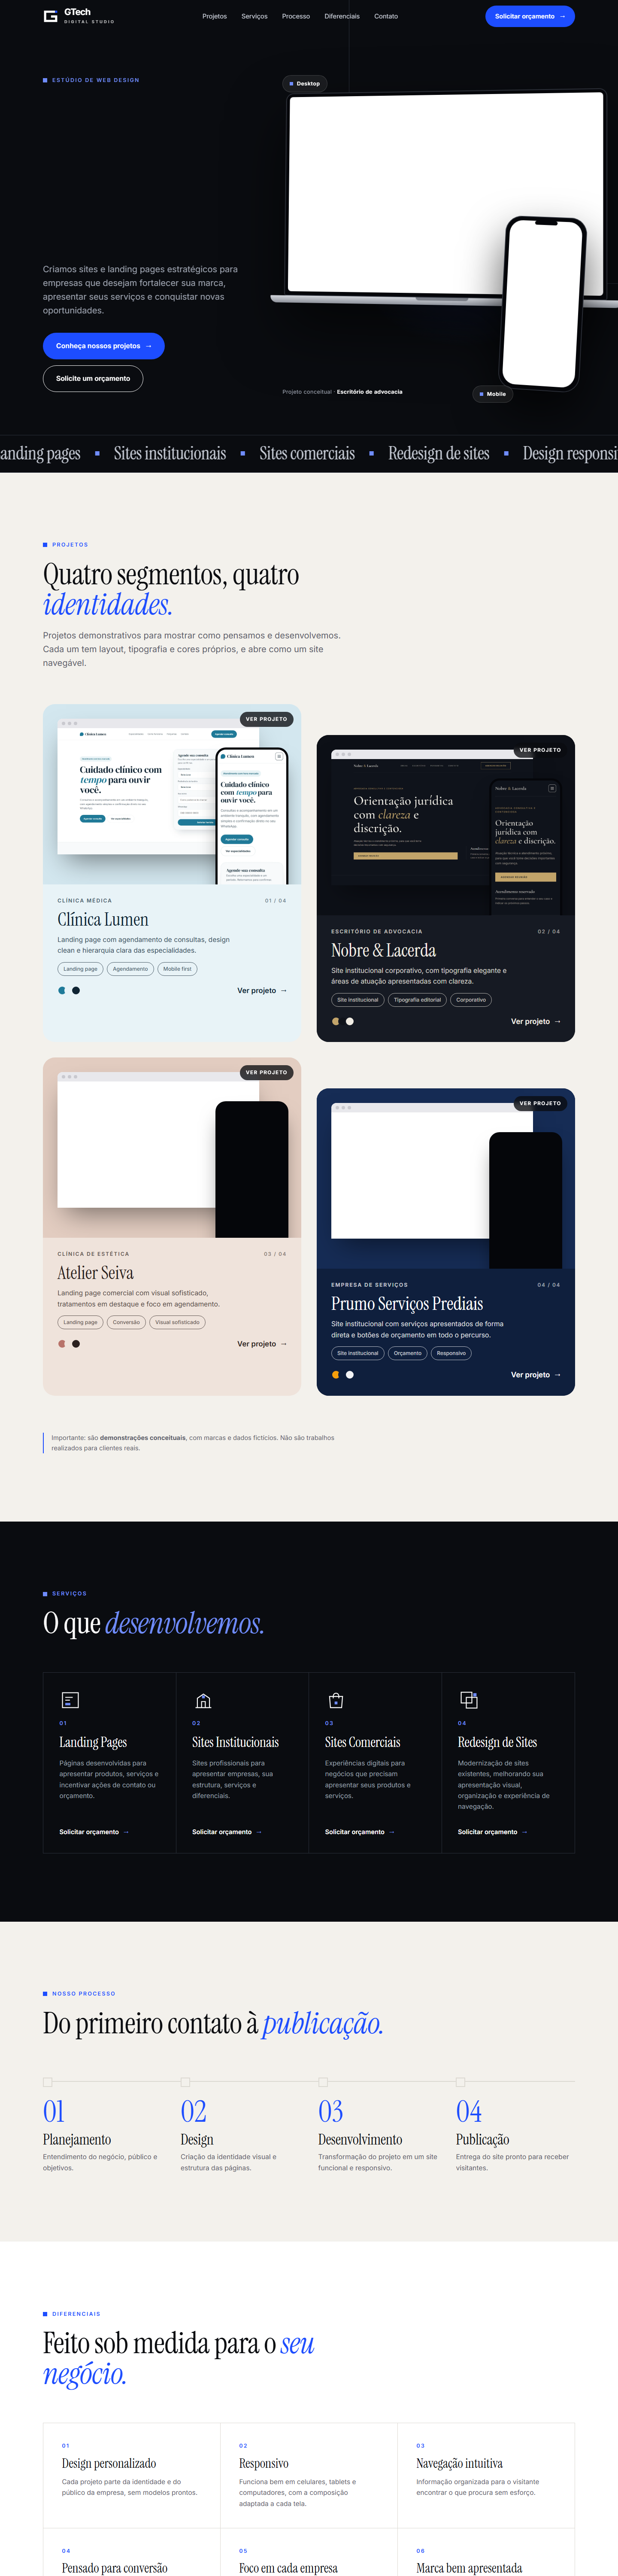 GTech
DIGITAL STUDIO
Projetos
Serviços
Processo
Diferenciais
Contato
Solicitar orçamento →
ESTÚDIO DE WEB DESIGN
Desktop
Criamos sites e landing pages estratégicos para
empresas que desejam fortalecer sua marca,
apresentar seus serviços e conquistar novas
oportunidades.
Conheça nossos projetos →
Solicite um orçamento
Projeto conceitual · Escritório de advocacia
Mobile
anding pages
Sites institucionais
Sites comerciais
Redesign de sites
Design responsi
PROJETOS
Quatro segmentos, quatro
identidades.
Projetos demonstrativos para mostrar como pensamos e desenvolvemos.
Cada um tem layout, tipografia e cores próprios, e abre como um site
navegável.
VER PROJETO
Clínica Lumen
Cuidado clínico com
tempo para ouvir
você.
Clínica Lumen
Cuidado clínico
com tempo para
ouvir você.
CLÍNICA MÉDICA
01 / 04
Clínica Lumen
Landing page com agendamento de consultas, design
clean e hierarquia clara das especialidades.
Landing page
Agendamento
Mobile first
Ver projeto →
VER PROJETO
Nobre & Lacerda
Orientação jurídica
com clareza e
discrição.
Nobre & Lacerda
Orientação
jurídica com
clareza e discrição.
ESCRITÓRIO DE ADVOCACIA
02 / 04
Nobre & Lacerda
Site institucional corporativo, com tipografia elegante e
áreas de atuação apresentadas com clareza.
Site institucional
Tipografia editorial
Corporativo
Ver projeto →
VER PROJETO
CLÍNICA DE ESTÉTICA
03 / 04
Atelier Seiva
Landing page comercial com visual sofisticado,
tratamentos em destaque e foco em agendamento.
Landing page
Conversão
Visual sofisticado
Ver projeto →
VER PROJETO
EMPRESA DE SERVIÇOS
04 / 04
Prumo Serviços Prediais
Site institucional com serviços apresentados de forma
direta e botões de orçamento em todo o percurso.
Site institucional
Orçamento
Responsivo
Ver projeto →
Importante: são demonstrações conceituais, com marcas e dados fictícios. Não são trabalhos
realizados para clientes reais.
SERVIÇOS
O que desenvolvemos.
01
Landing Pages
Páginas desenvolvidas para
apresentar produtos, serviços e
incentivar ações de contato ou
orçamento.
Solicitar orçamento →
02
Sites Institucionais
Sites profissionais para
apresentar empresas, sua
estrutura, serviços e
diferenciais.
Solicitar orçamento →
03
Sites Comerciais
Experiências digitais para
negócios que precisam
apresentar seus produtos e
serviços.
Solicitar orçamento →
04
Redesign de Sites
Modernização de sites
existentes, melhorando sua
apresentação visual,
organização e experiência de
navegação.
Solicitar orçamento →
NOSSO PROCESSO
Do primeiro contato à publicação.
01
Planejamento
Entendimento do negócio, público e
objetivos.
02
Design
Criação da identidade visual e
estrutura das páginas.
03
Desenvolvimento
Transformação do projeto em um site
funcional e responsivo.
04
Publicação
Entrega do site pronto para receber
visitantes.
DIFERENCIAIS
Feito sob medida para o seu
negócio.
01
Design personalizado
Cada projeto parte da identidade e do
público da empresa, sem modelos prontos.
02
Responsivo
Funciona bem em celulares, tablets e
computadores, com a composição
adaptada a cada tela.
03
Navegação intuitiva
Informação organizada para o visitante
encontrar o que procura sem esforço.
04
Pensado para conversão
05
Foco em cada empresa
06
Marca bem apresentada